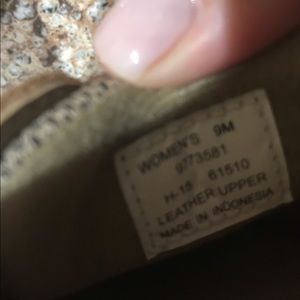 WOMEN'S 9M
9773581
H-15 61510
LEATHER UPPER
MADE IN INDONESIA